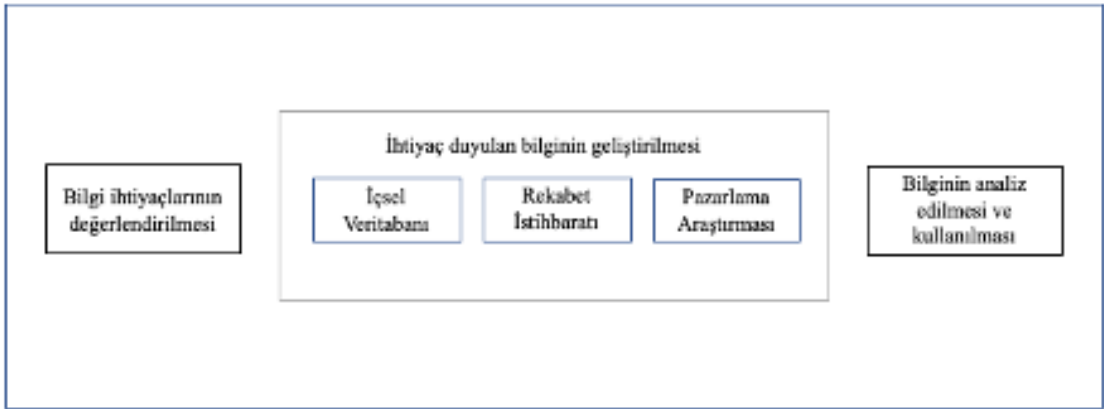 Bilgi ihtiyaçlarının
değerlendirilmesi
İhtiyaç duyulan bilginin geliştirilmesi
İçsel
Veritabanı
Rekabet
İstihbaratı
Pazarlama
Araştırması
Bilginin analiz
edilmesi ve
kullanılması